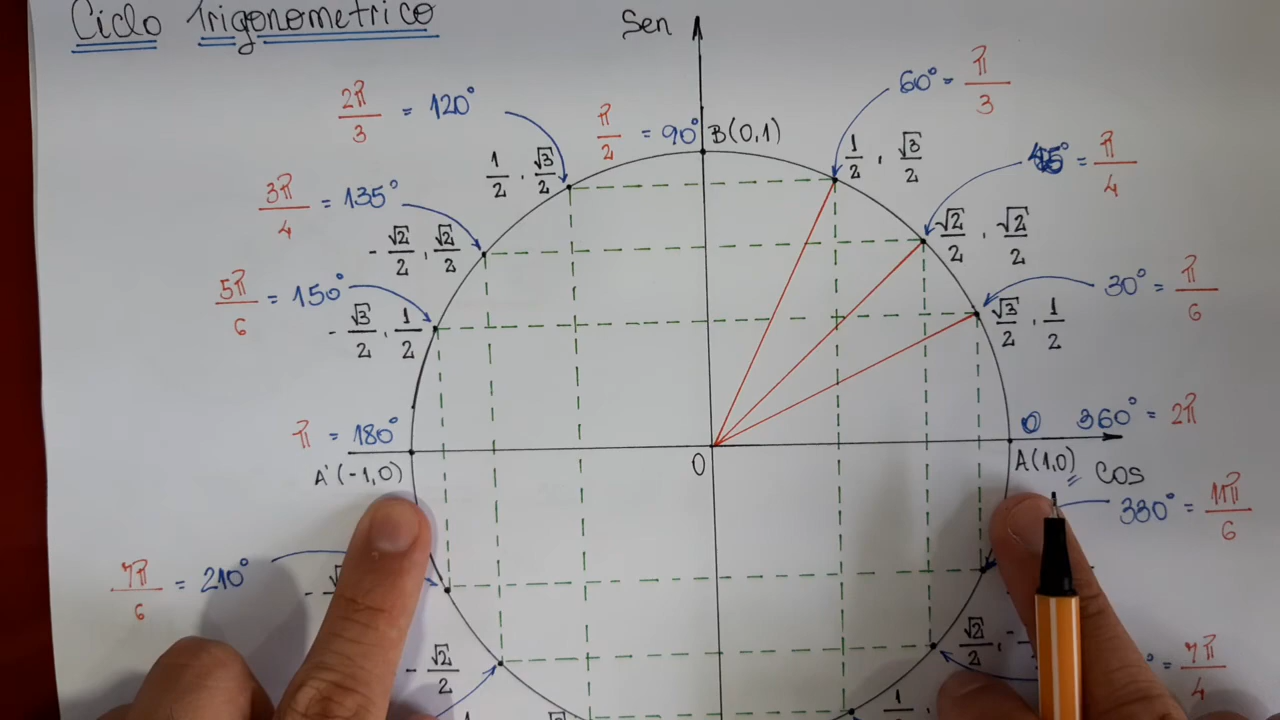 Ciclo Trigonometrico
Sen
60° = π/3
2π/3 = 120°
π/2 = 90° B(0,1)
1/2 , √3/2
1/2 , √3/2
45° = π/4
3π/4 = 135°
-√2/2 , √2/2
√2/2 , √2/2
5π/6 = 150°
30° = π/6
-√3/2 , 1/2
√3/2 , 1/2
π = 180°
0 360° = 2π
A'(-1,0)
O
A(1,0) Cos
330° = 11π/6
7π/6 = 210°
-√2/2
√2/2 , -
° = 7π/4
1